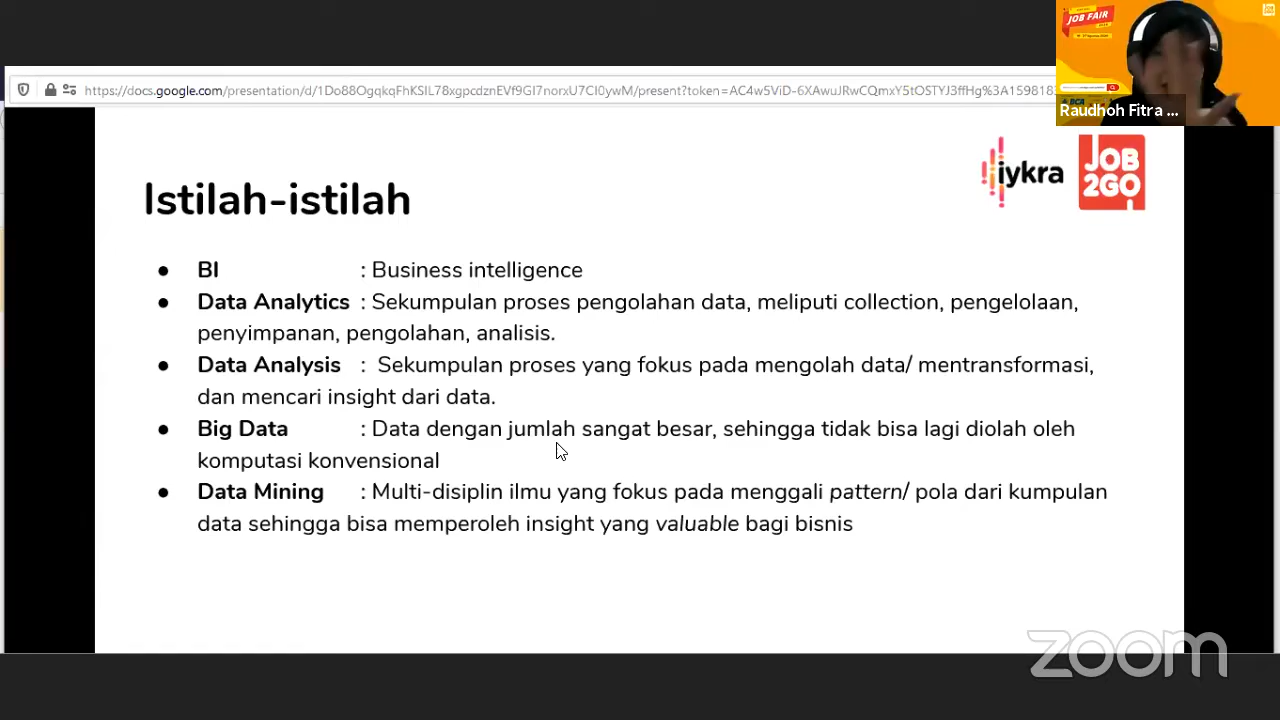 JOB FAIR
https://docs.google.com/presentation/d/1Do88OgqkqFhKSIL78xgpcdznEVf9GI7norxU7CI0ywM/present?token=AC4w5ViD-6XAwuJRwCQmxY5tOSTYJ3ffHg%3A159818
BCA
Raudhoh Fitra ...
iykra
JOB
2GO
Istilah-istilah
● BI : Business intelligence
● Data Analytics : Sekumpulan proses pengolahan data, meliputi collection, pengelolaan,
penyimpanan, pengolahan, analisis.
● Data Analysis : Sekumpulan proses yang fokus pada mengolah data/ mentransformasi,
dan mencari insight dari data.
● Big Data : Data dengan jumlah sangat besar, sehingga tidak bisa lagi diolah oleh
komputasi konvensional
● Data Mining : Multi-disiplin ilmu yang fokus pada menggali pattern/ pola dari kumpulan
data sehingga bisa memperoleh insight yang valuable bagi bisnis
zoom